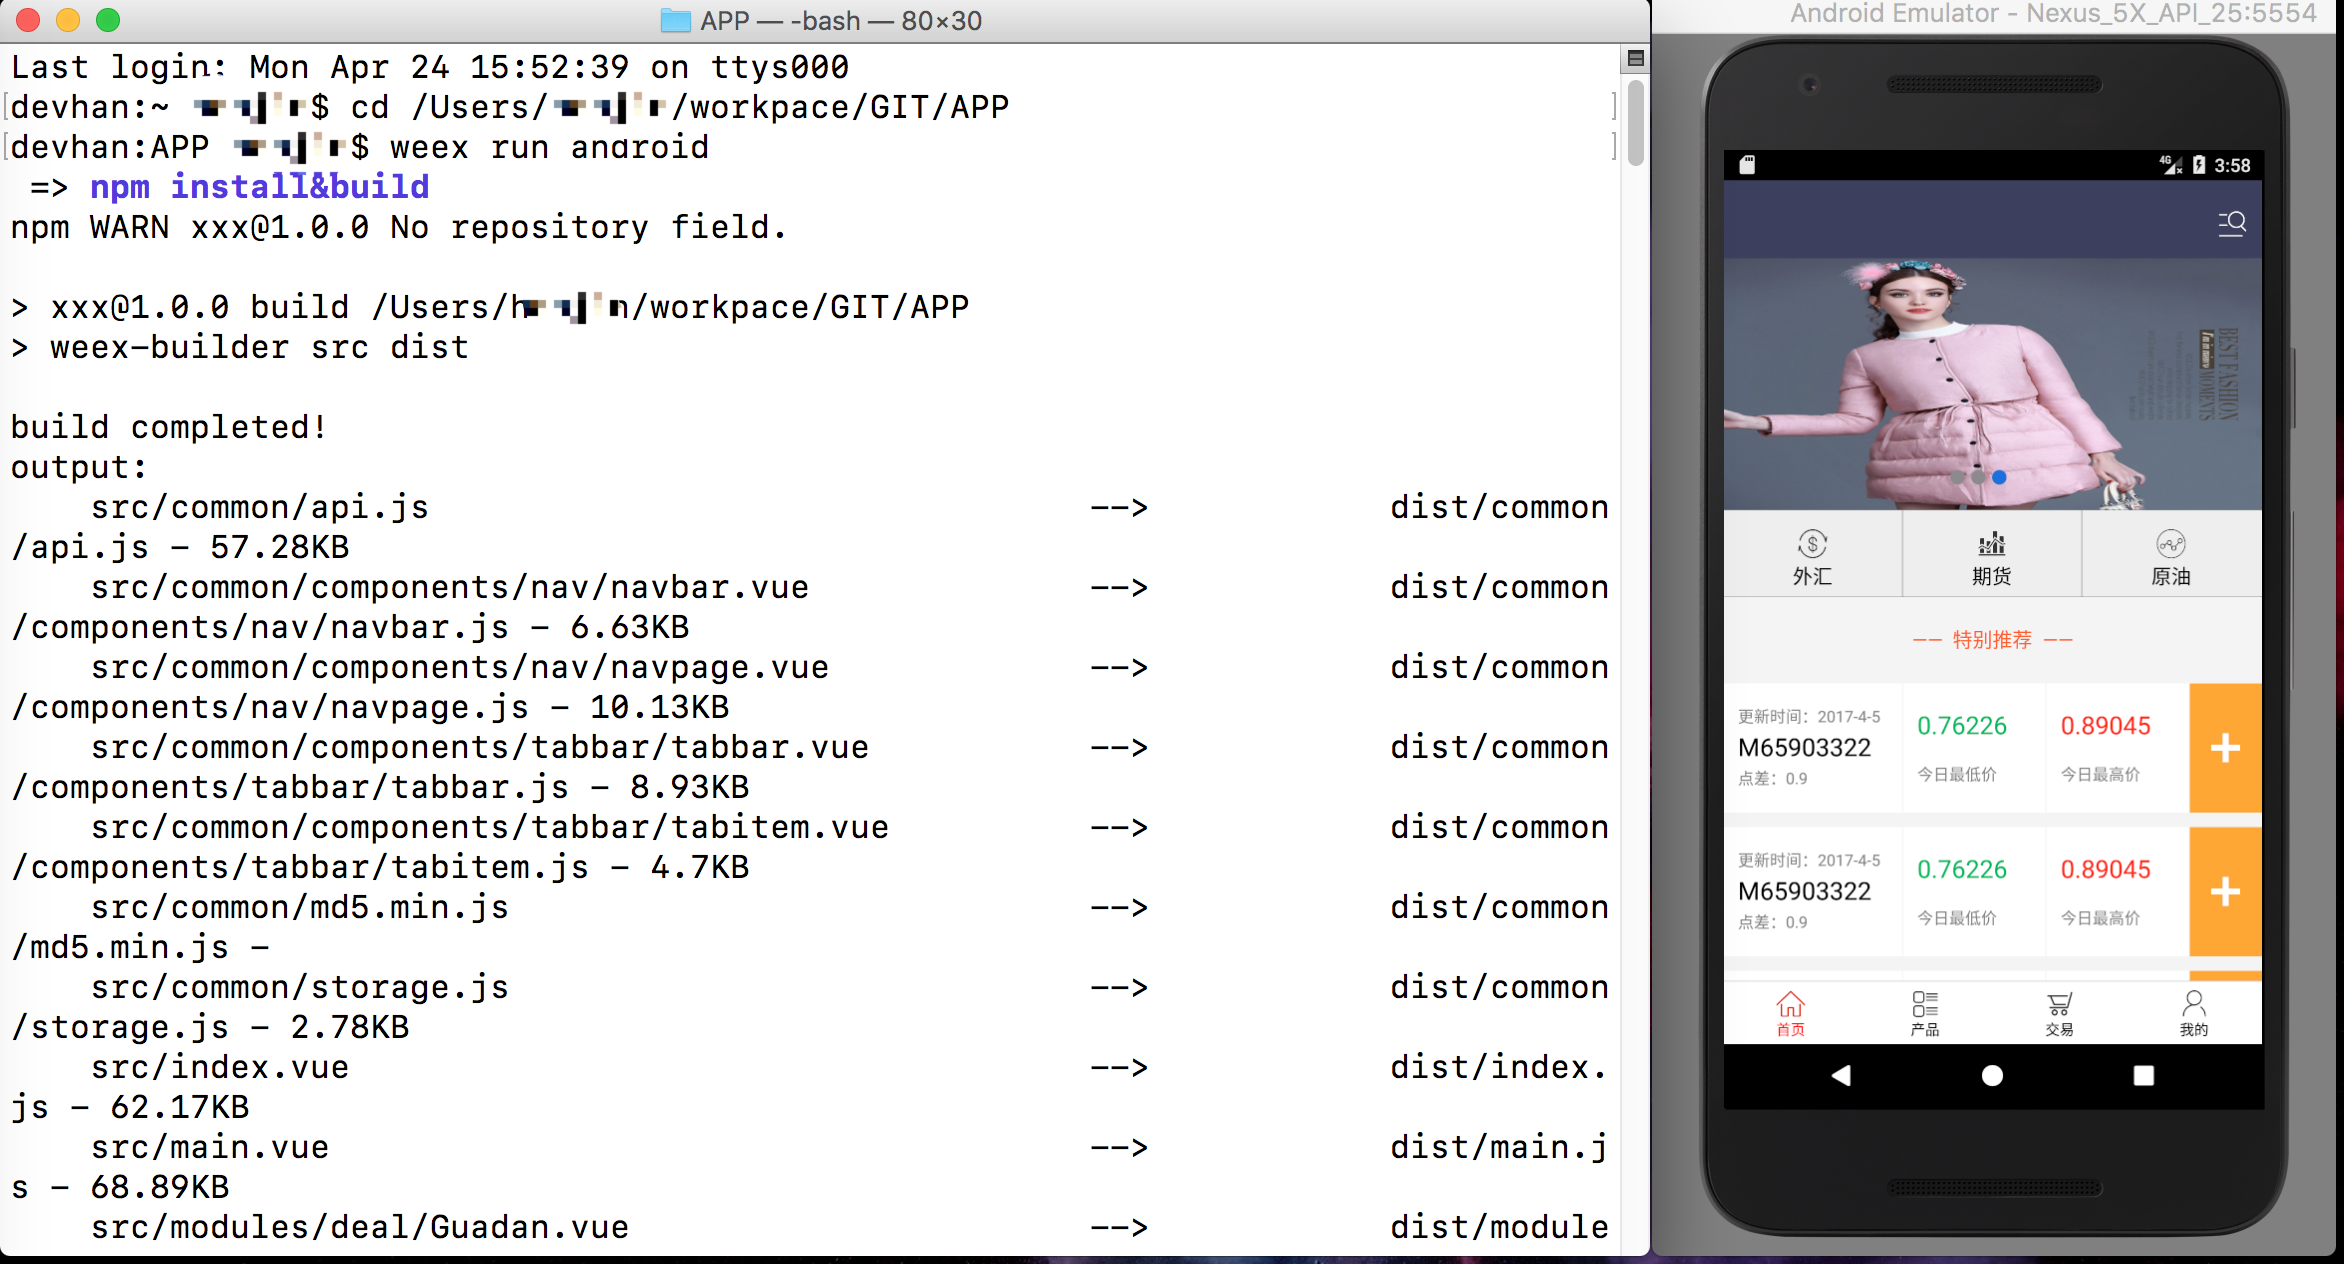 APP — -bash — 80×30
Last login: Mon Apr 24 15:52:39 on ttys000
devhan:~ $ cd /Users/ /workpace/GIT/APP
devhan:APP $ weex run android
=> npm install&build
npm WARN xxx@1.0.0 No repository field.
> xxx@1.0.0 build /Users/h n/workpace/GIT/APP
> weex-builder src dist
build completed!
output:
src/common/api.js --> dist/common
/api.js - 57.28KB
src/common/components/nav/navbar.vue --> dist/common
/components/nav/navbar.js - 6.63KB
src/common/components/nav/navpage.vue --> dist/common
/components/nav/navpage.js - 10.13KB
src/common/components/tabbar/tabbar.vue --> dist/common
/components/tabbar/tabbar.js - 8.93KB
src/common/components/tabbar/tabitem.vue --> dist/common
/components/tabbar/tabitem.js - 4.7KB
src/common/md5.min.js --> dist/common
/md5.min.js -
src/common/storage.js --> dist/common
/storage.js - 2.78KB
src/index.vue --> dist/index.
js - 62.17KB
src/main.vue --> dist/main.j
s - 68.89KB
src/modules/deal/Guadan.vue --> dist/module
Android Emulator - Nexus_5X_API_25:5554
4G 3:58
BEST FASHION
MOMENTS
外汇 期货 原油
—— 特别推荐 ——
更新时间：2017-4-5
M65903322
点差：0.9
0.76226
今日最低价
0.89045
今日最高价
+
更新时间：2017-4-5
M65903322
点差：0.9
0.76226
今日最低价
0.89045
今日最高价
+
首页 产品 交易 我的